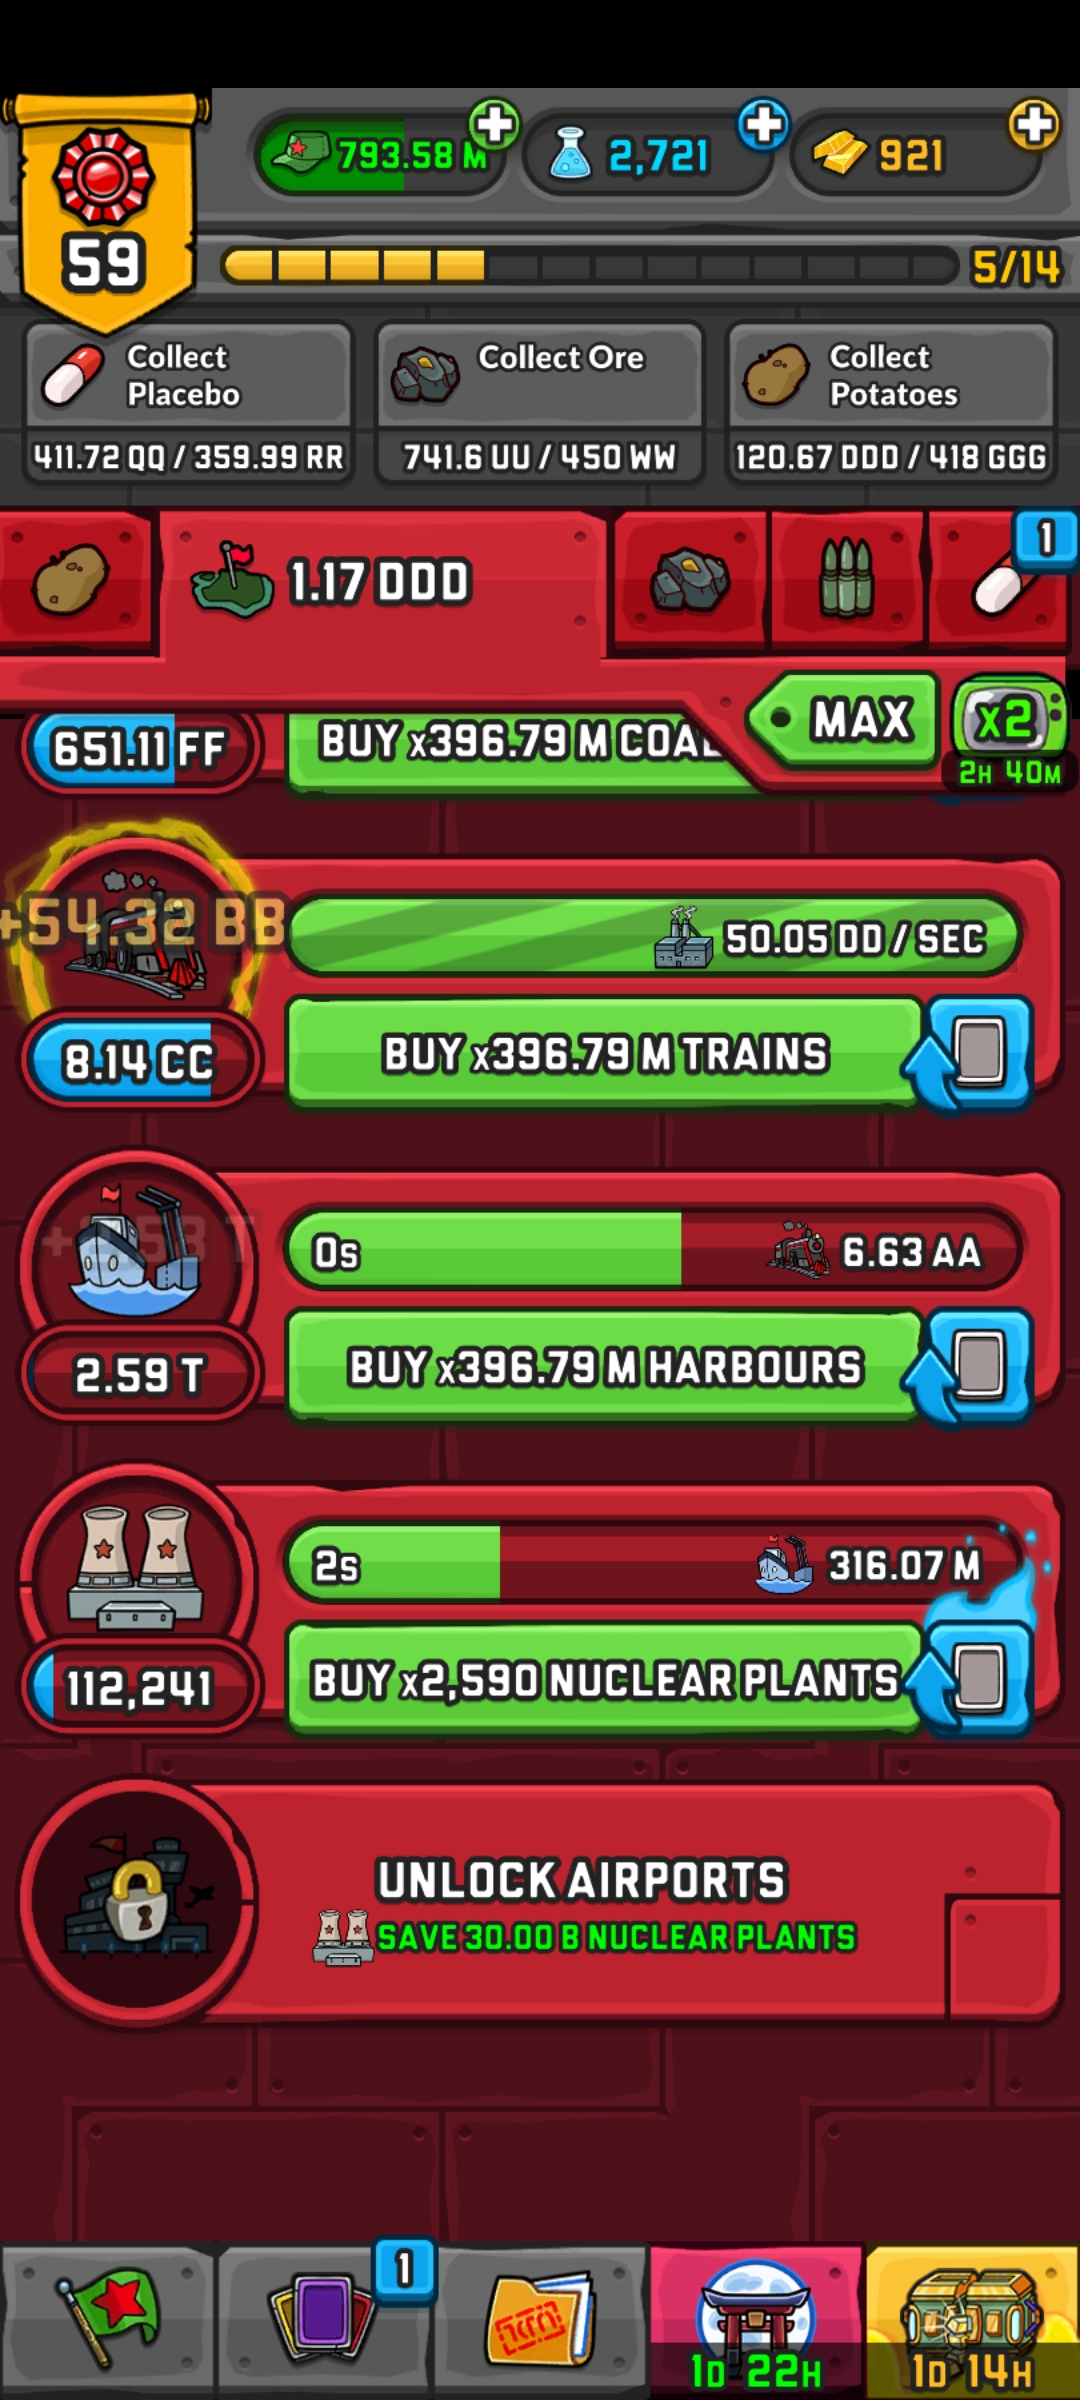 793.58 M
2,721
921
59
5/14
Collect Placebo
411.72 QQ / 359.99 RR
Collect Ore
741.6 UU / 450 WW
Collect Potatoes
120.67 DDD / 418 GGG
1.17 DDD
1
MAX
x2
2H 40M
651.11 FF
BUY x396.79 M COAL
+54.32 BB
50.05 DD / SEC
8.14 CC
BUY x396.79 M TRAINS
0s
6.63 AA
2.59 T
BUY x396.79 M HARBOURS
2s
316.07 M
112,241
BUY x2,590 NUCLEAR PLANTS
UNLOCK AIRPORTS
SAVE 30.00 B NUCLEAR PLANTS
1
1D 22H
1D 14H